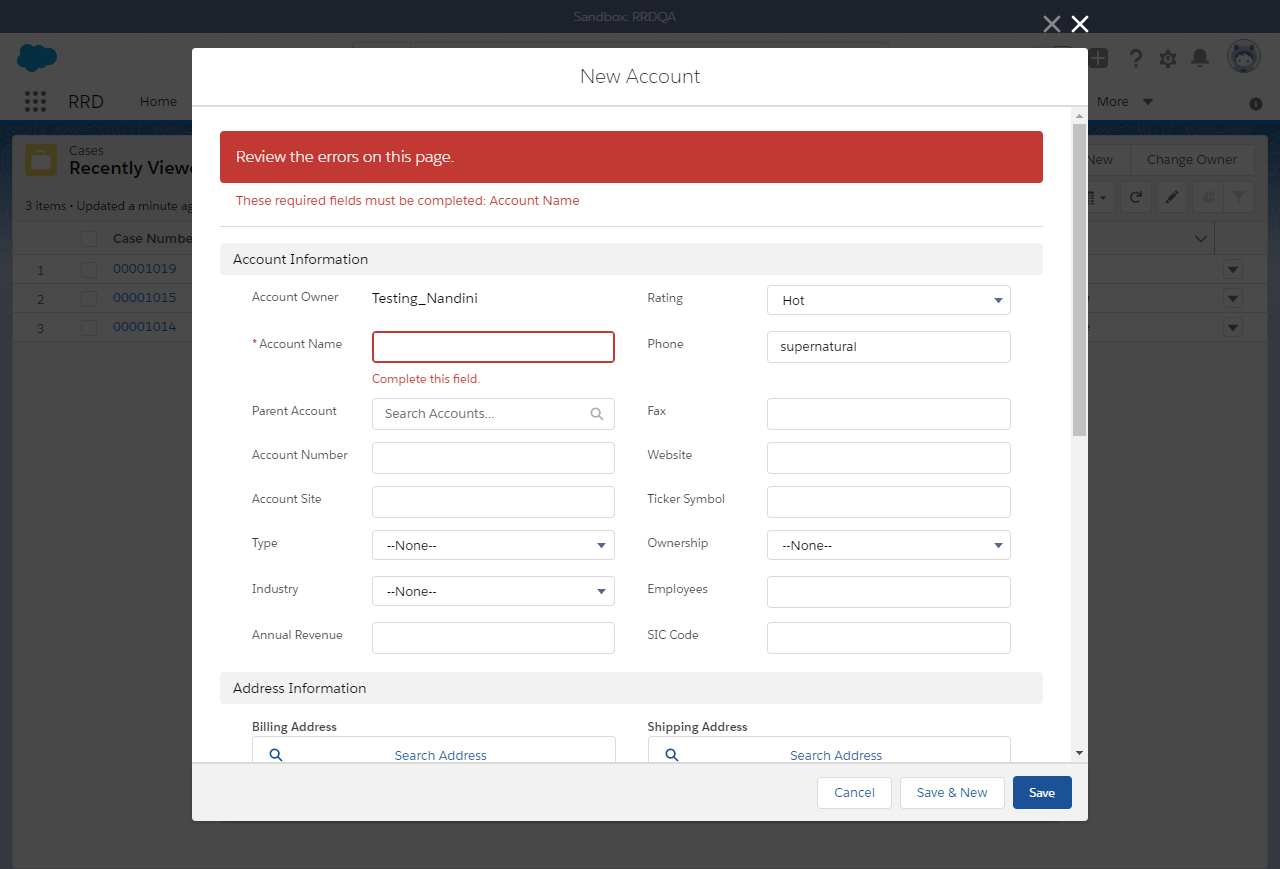 Sandbox: RRDQA
New Account
RRD
Home
More
Review the errors on this page.
Cases
Recently View
New
Change Owner
These required fields must be completed: Account Name
3 items • Updated a minute ag
Case Numbe
Account Information
1
00001019
Account Owner
Testing_Nandini
Rating
Hot
2
00001015
3
00001014
*Account Name
Phone
supernatural
Complete this field.
Parent Account
Search Accounts...
Fax
Account Number
Website
Account Site
Ticker Symbol
Type
--None--
Ownership
--None--
Industry
--None--
Employees
Annual Revenue
SIC Code
Address Information
Billing Address
Shipping Address
Search Address
Search Address
Cancel
Save & New
Save